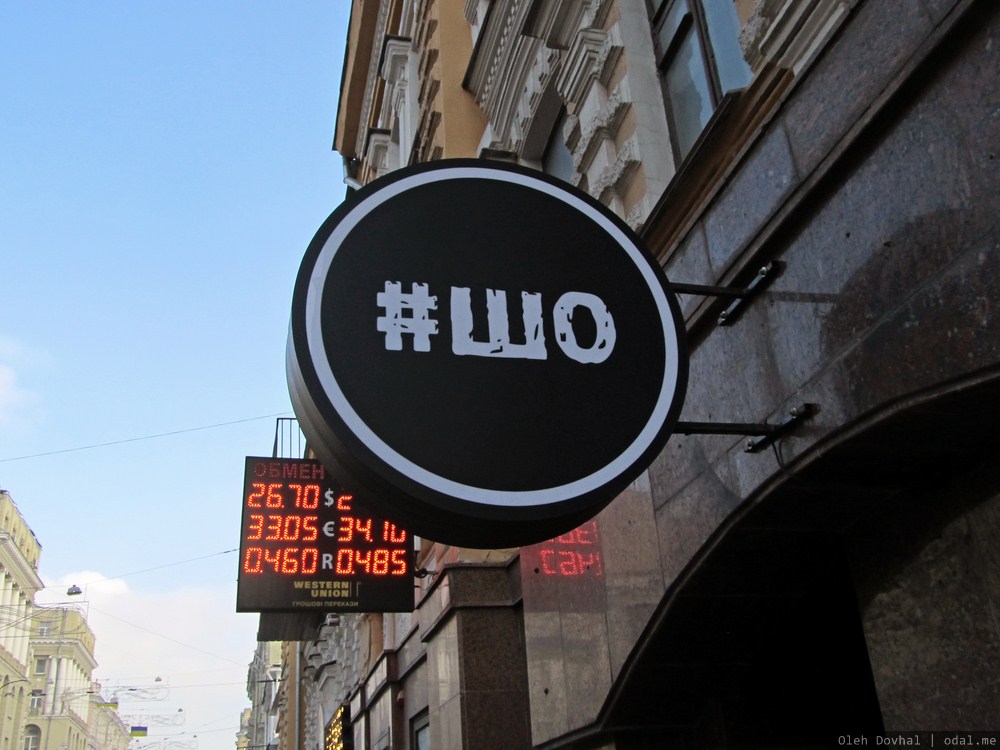 #шо
ОБМЕН
26.70 $
33.05 € 34.10
0.460 R 0.485
WESTERN
UNION
ГРОШОВІ ПЕРЕКАЗИ
Oleh Dovhal | odal.me